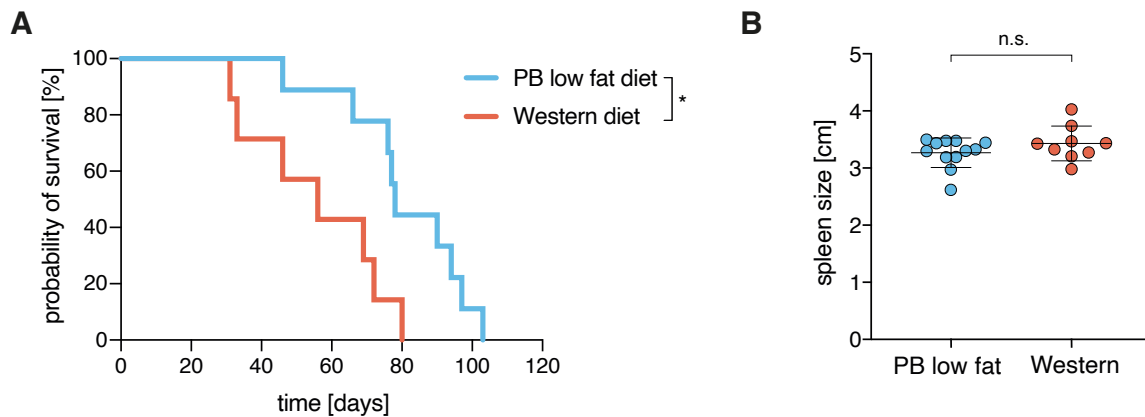 A
100
80
60
40
20
0
probability of survival [%]
0 20 40 60 80 100 120
time [days]
PB low fat diet
Western diet
*
B
n.s.
5
4
3
2
1
0
spleen size [cm]
PB low fat Western